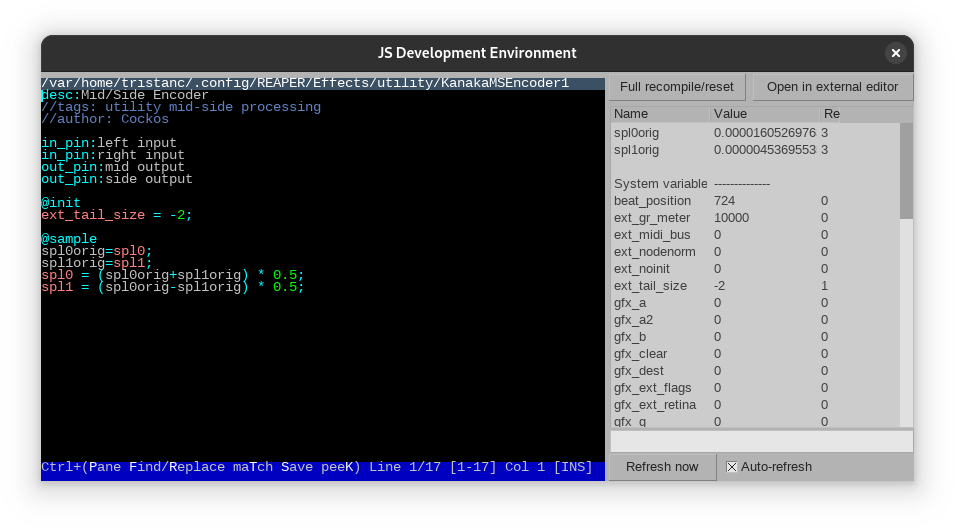 JS Development Environment
/var/home/tristanc/.config/REAPER/Effects/utility/KanakaMSEncoder1
desc:Mid/Side Encoder
//tags: utility mid-side processing
//author: Cockos
in_pin:left input
in_pin:right input
out_pin:mid output
out_pin:side output
@init
ext_tail_size = -2;
@sample
spl0orig=spl0;
spl1orig=spl1;
spl0 = (spl0orig+spl1orig) * 0.5;
spl1 = (spl0orig-spl1orig) * 0.5;
Ctrl+(Pane Find/Replace maTch Save peeK) Line 1/17 [1-17] Col 1 [INS]
Full recompile/reset Open in external editor
Name Value Re
spl0orig 0.0000160526976 3
spl1orig 0.0000045369553 3
System variable --------------
beat_position 724 0
ext_gr_meter 10000 0
ext_midi_bus 0 0
ext_nodenorm 0 0
ext_noinit 0 0
ext_tail_size -2 1
gfx_a 0 0
gfx_a2 0 0
gfx_b 0 0
gfx_clear 0 0
gfx_dest 0 0
gfx_ext_flags 0 0
gfx_ext_retina 0 0
gfx_g 0 0
Refresh now Auto-refresh